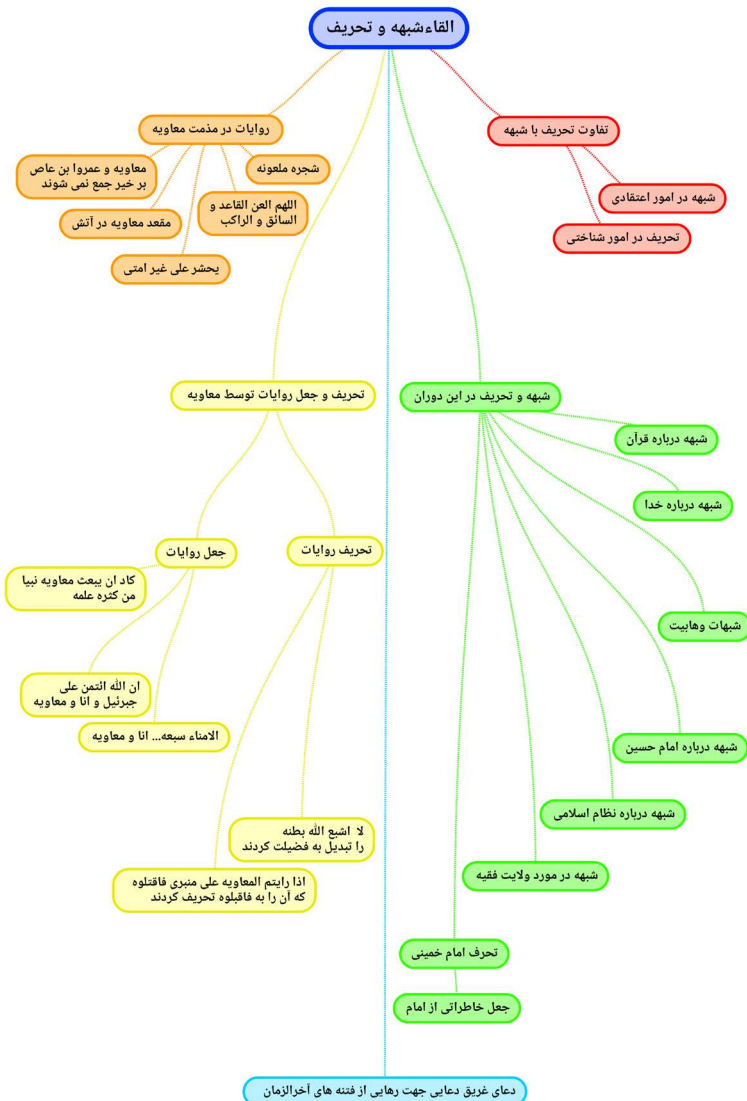 القاءشبهه و تحریف
تفاوت تحریف با شبهه
شبهه در امور اعتقادی
تحریف در امور شناختی
روایات در مذمت معاویه
شجره ملعونه
اللهم العن القاعد و
السائق و الراکب
یحشر علی غیر امتی
مقعد معاویه در آتش
معاویه و عمروا بن عاص
بر خیر جمع نمی شوند
شبهه و تحریف در این دوران
شبهه درباره قرآن
شبهه درباره خدا
شبهات وهابیت
شبهه درباره امام حسین
شبهه درباره نظام اسلامی
شبهه در مورد ولایت فقیه
تحرف امام خمینی
جعل خاطراتی از امام
تحریف و جعل روایات توسط معاویه
تحریف روایات
لا اشبع الله بطنه
را تبدیل به فضیلت کردند
اذا رایتم المعاویه علی منبری فاقتلوه
که آن را به فاقبلوه تحریف کردند
جعل روایات
کاد ان یبعث معاویه نبیا
من کثره علمه
ان الله ائتمن علی
جبرئیل و انا و معاویه
الامناء سبعه... انا و معاویه
دعای غریق دعایی جهت رهایی از فتنه های آخرالزمان